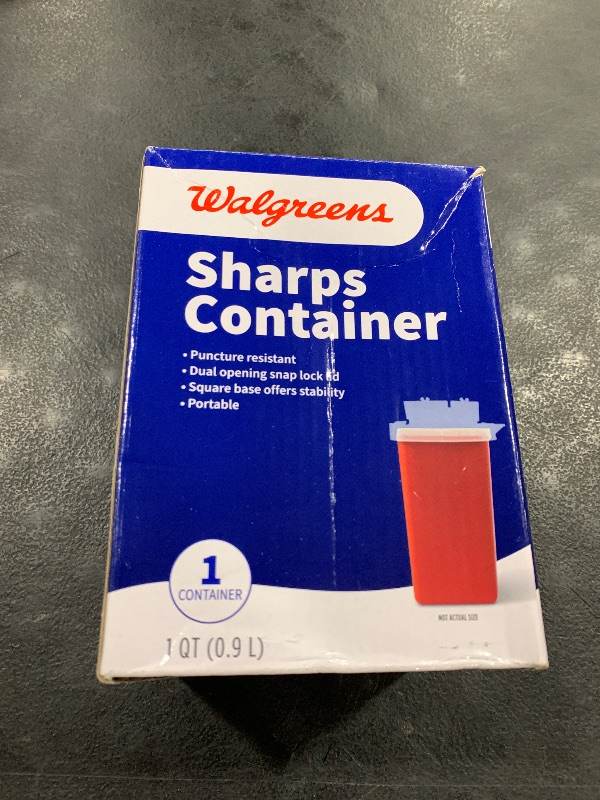 Walgreens
Sharps
Container
• Puncture resistant
• Dual opening snap lock lid
• Square base offers stability
• Portable
1
CONTAINER
NOT ACTUAL SIZE
1 QT (0.9 L)